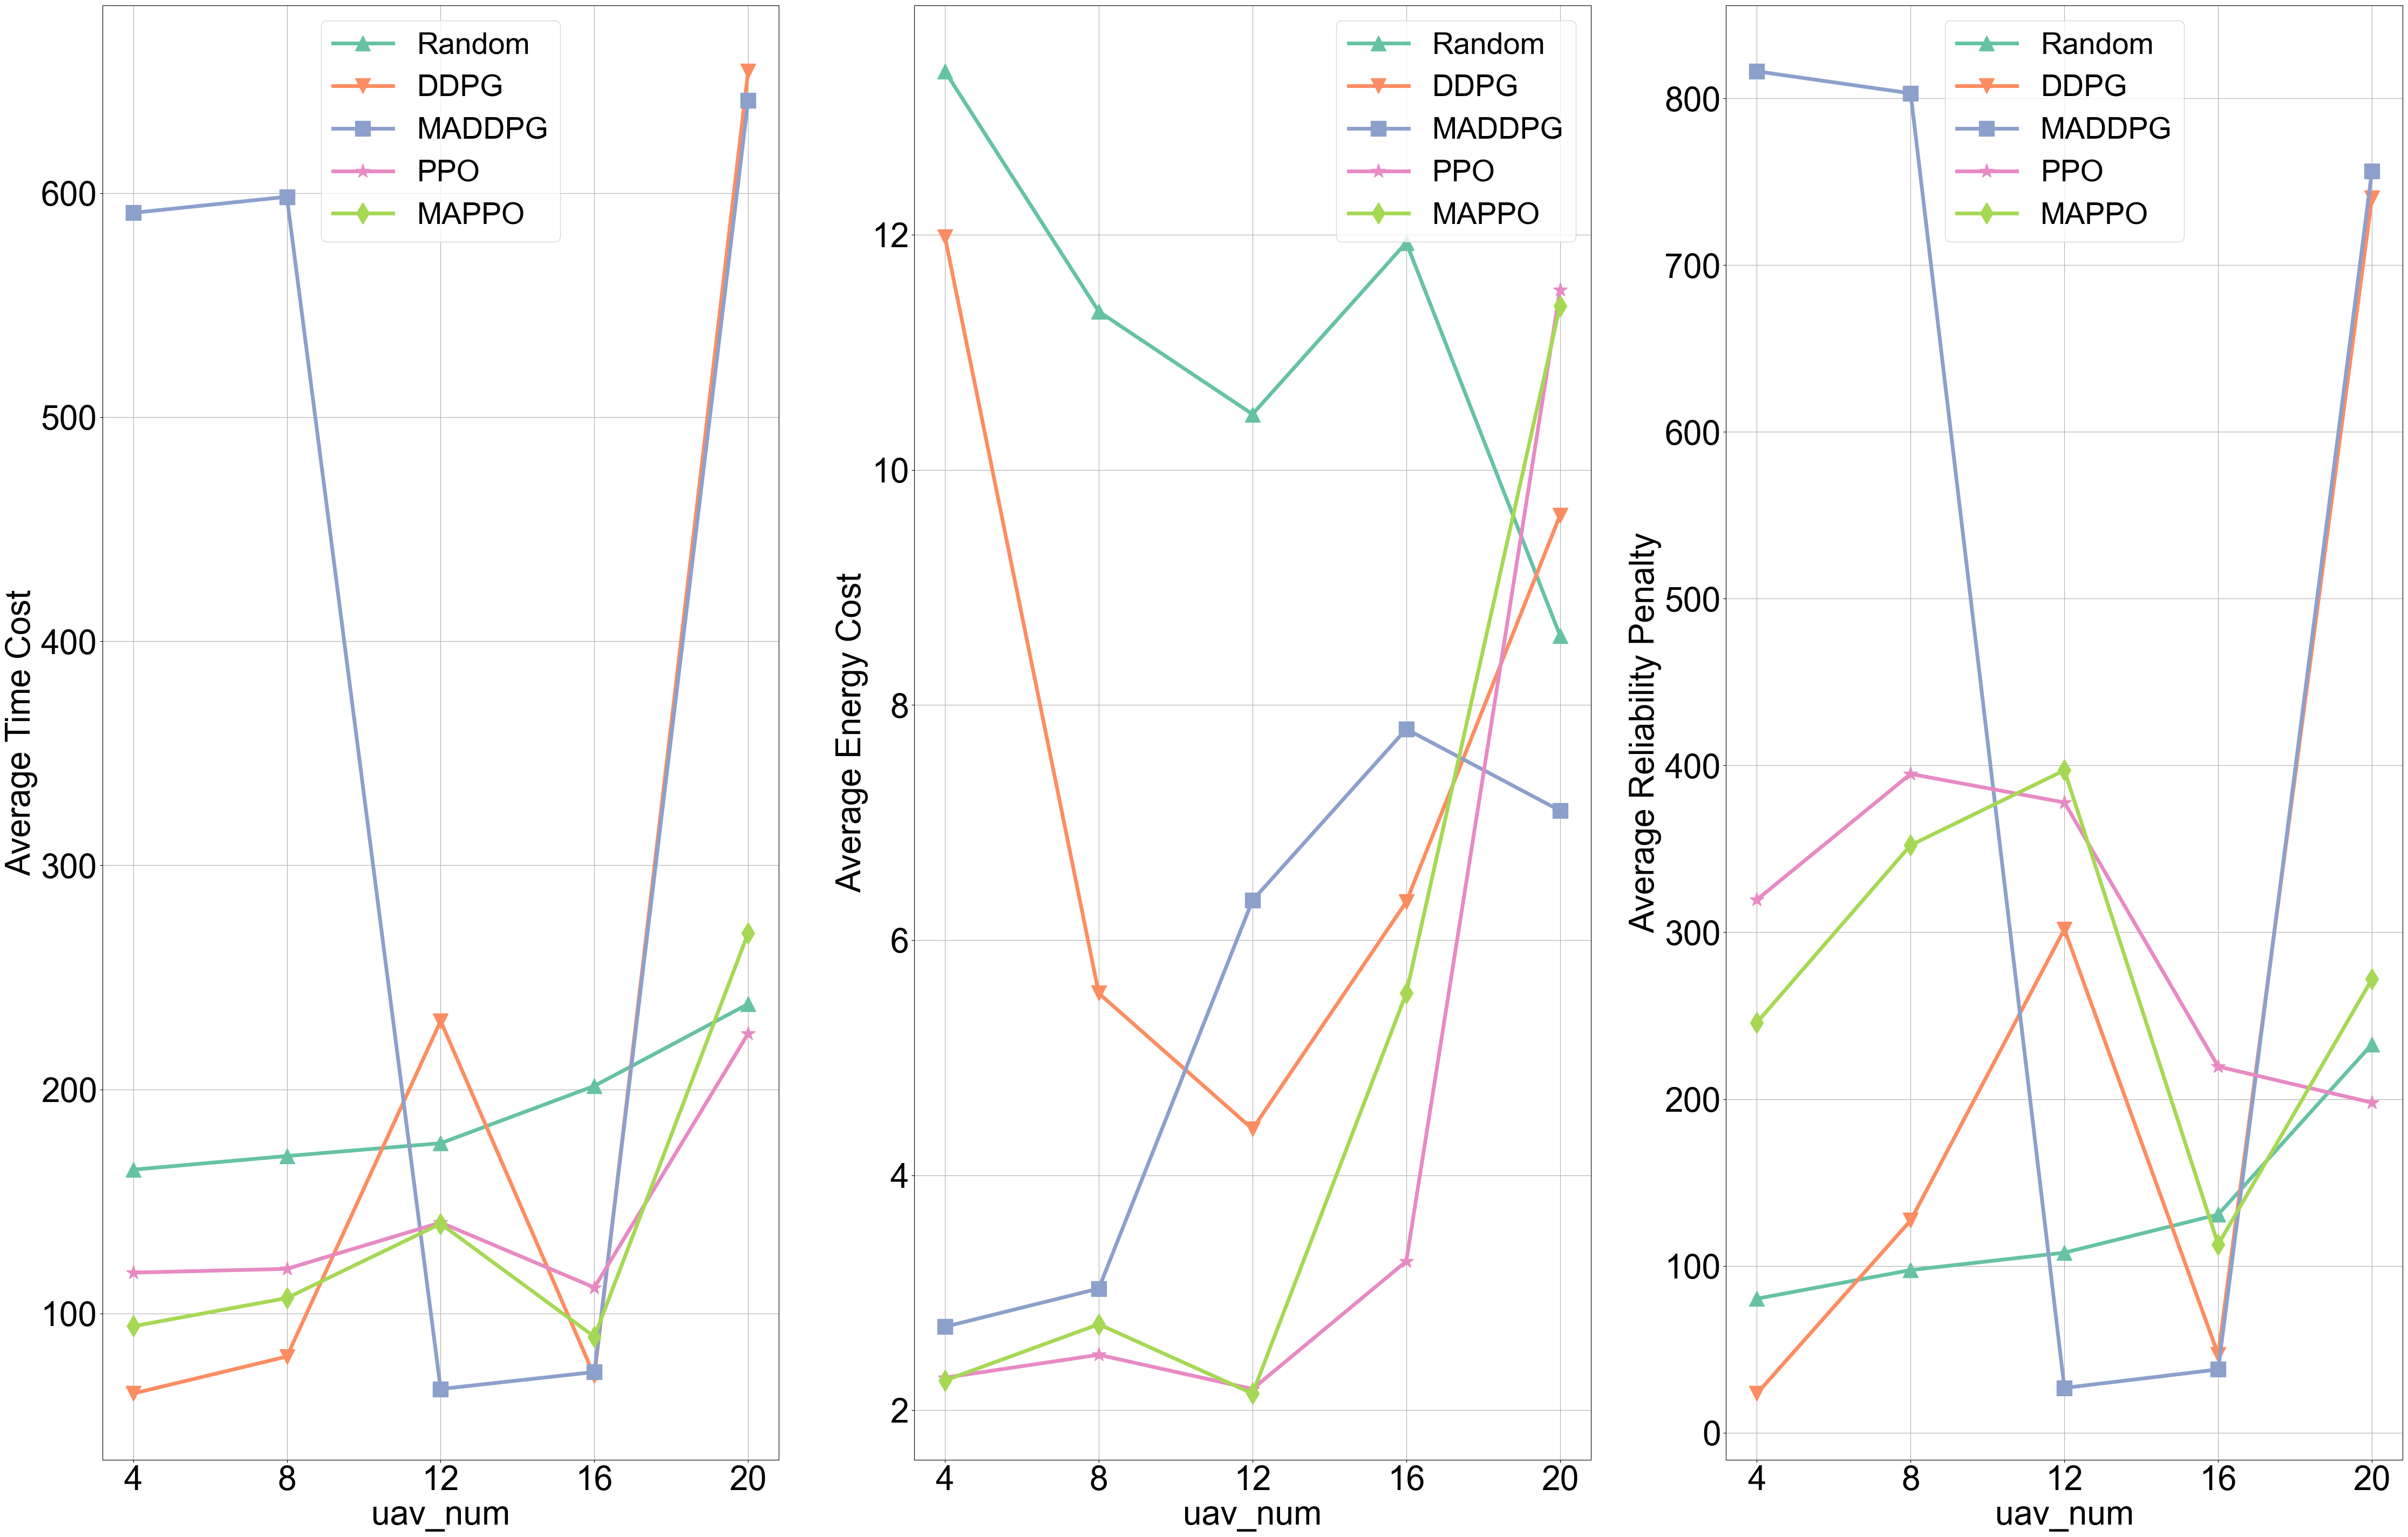 Average Time Cost
600
500
400
300
200
100
4 8 12 16 20
uav_num
Random
DDPG
MADDPG
PPO
MAPPO
Average Energy Cost
12
10
8
6
4
2
4 8 12 16 20
uav_num
Random
DDPG
MADDPG
PPO
MAPPO
Average Reliability Penalty
800
700
600
500
400
300
200
100
0
4 8 12 16 20
uav_num
Random
DDPG
MADDPG
PPO
MAPPO